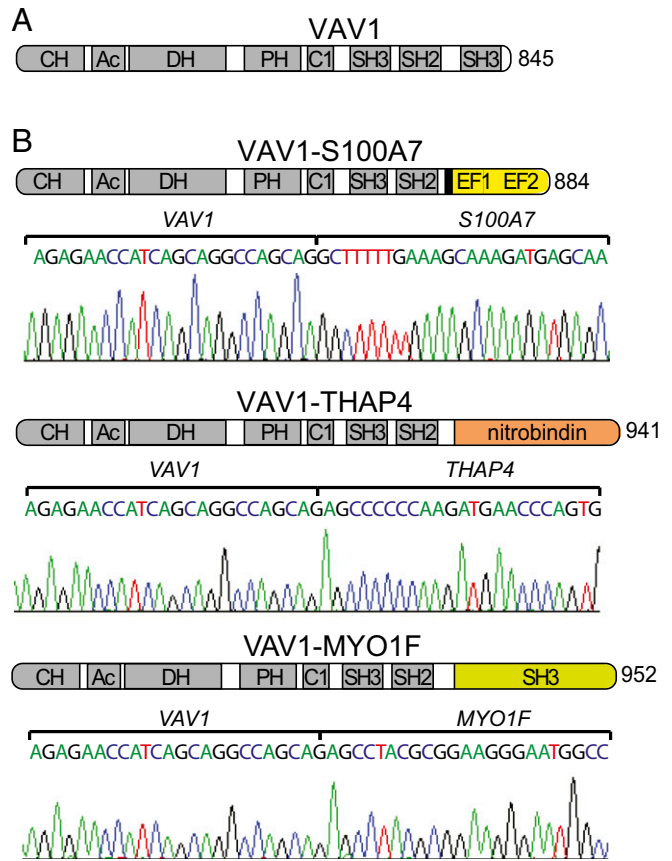 A
VAV1
CH Ac DH PH C1 SH3 SH2 SH3 845
B
VAV1-S100A7
CH Ac DH PH C1 SH3 SH2 EF1 EF2 884
VAV1 S100A7
AGAGAACCATCAGCAGGCCAGCAGGCTTTTTGAAAGCAAAGATGAGCAA
VAV1-THAP4
CH Ac DH PH C1 SH3 SH2 nitrobindin 941
VAV1 THAP4
AGAGAACCATCAGCAGGCCAGCAGAGCCCCCCAAGATGAACCCAGTG
VAV1-MYO1F
CH Ac DH PH C1 SH3 SH2 SH3 952
VAV1 MYO1F
AGAGAACCATCAGCAGGCCAGCAGAGCCTACGCGGAAGGGAATGGCC